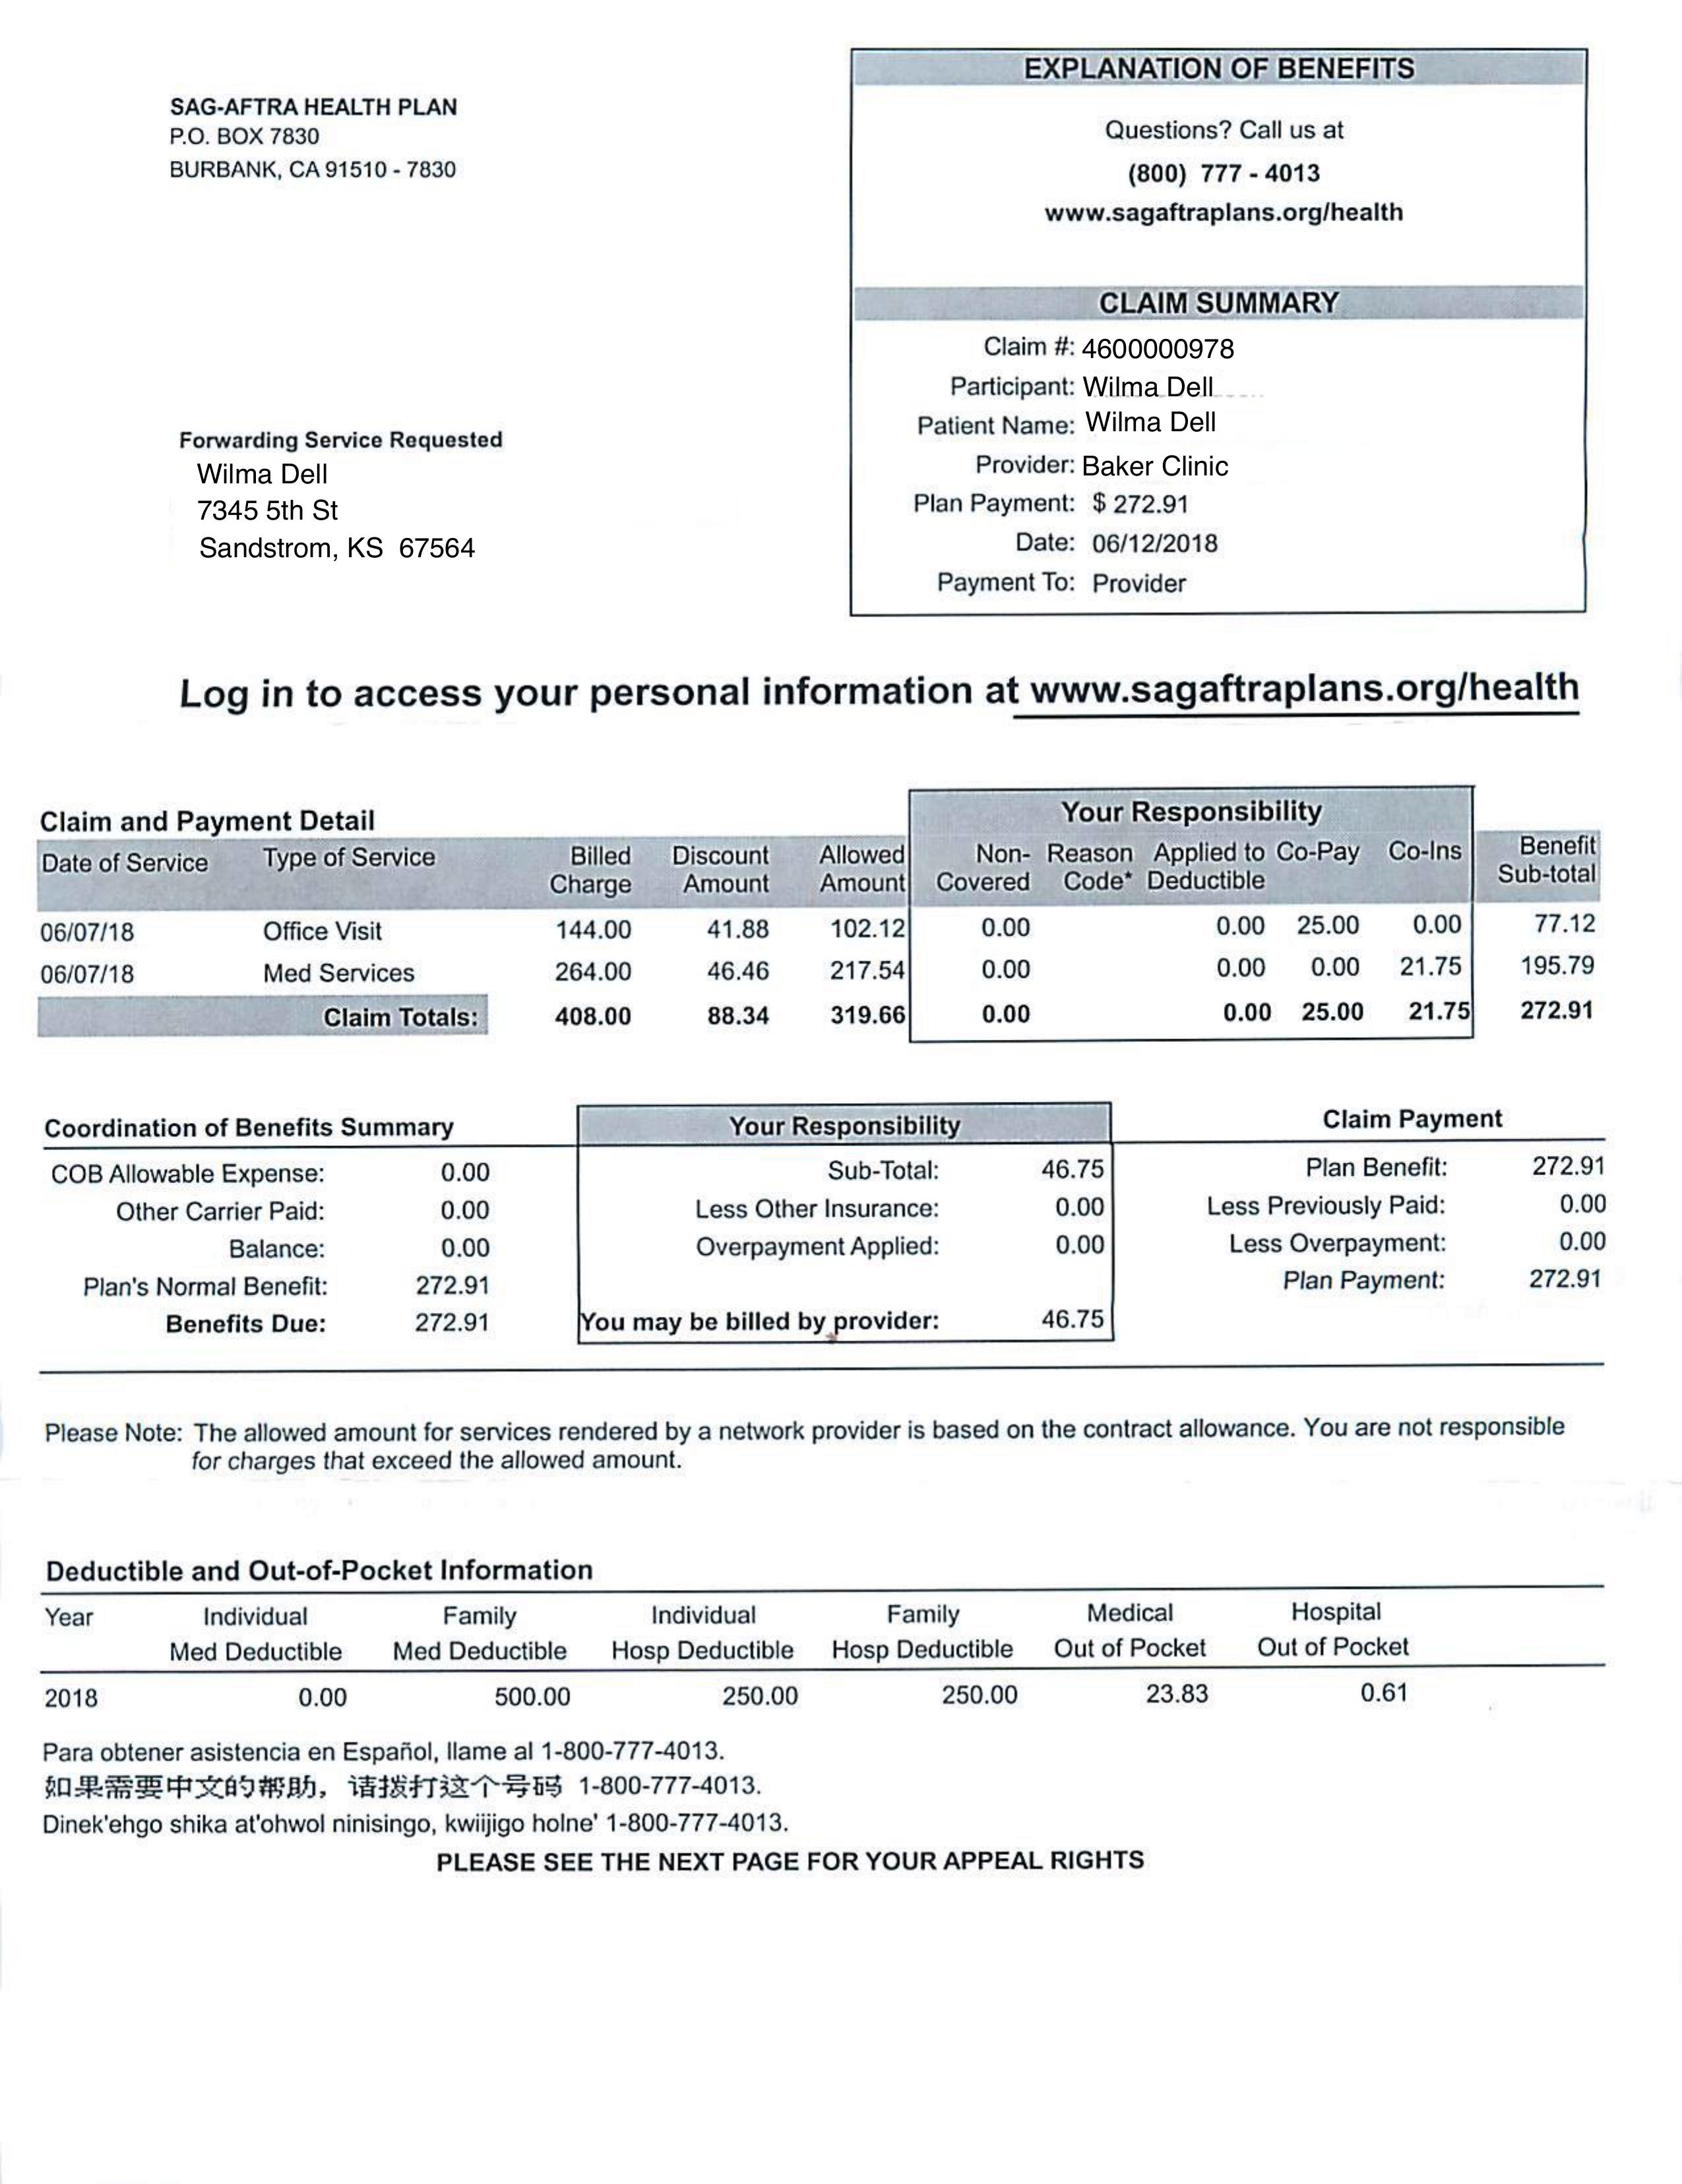 SAG-AFTRA HEALTH PLAN
P.O. BOX 7830
BURBANK, CA 91510 - 7830
EXPLANATION OF BENEFITS
Questions? Call us at
(800) 777 - 4013
www.sagaftraplans.org/health
CLAIM SUMMARY
Claim #: 4600000978
Participant: Wilma Dell
Patient Name: Wilma Dell
Provider: Baker Clinic
Plan Payment: $ 272.91
Date: 06/12/2018
Payment To: Provider
Forwarding Service Requested
Wilma Dell
7345 5th St
Sandstrom, KS 67564
Log in to access your personal information at www.sagaftraplans.org/health
Claim and Payment Detail
Your Responsibility
Date of Service Type of Service Billed Charge Discount Amount Allowed Amount Non-Covered Reason Code* Applied to Deductible Co-Pay Co-Ins Benefit Sub-total
06/07/18 Office Visit 144.00 41.88 102.12 0.00 0.00 25.00 0.00 77.12
06/07/18 Med Services 264.00 46.46 217.54 0.00 0.00 0.00 21.75 195.79
Claim Totals: 408.00 88.34 319.66 0.00 0.00 25.00 21.75 272.91
Coordination of Benefits Summary
COB Allowable Expense: 0.00
Other Carrier Paid: 0.00
Balance: 0.00
Plan's Normal Benefit: 272.91
Benefits Due: 272.91
Your Responsibility
Sub-Total: 46.75
Less Other Insurance: 0.00
Overpayment Applied: 0.00
You may be billed by provider: 46.75
Claim Payment
Plan Benefit: 272.91
Less Previously Paid: 0.00
Less Overpayment: 0.00
Plan Payment: 272.91
Please Note: The allowed amount for services rendered by a network provider is based on the contract allowance. You are not responsible
for charges that exceed the allowed amount.
Deductible and Out-of-Pocket Information
Year Individual Med Deductible Family Med Deductible Individual Hosp Deductible Family Hosp Deductible Medical Out of Pocket Hospital Out of Pocket
2018 0.00 500.00 250.00 250.00 23.83 0.61
Para obtener asistencia en Español, llame al 1-800-777-4013.
如果需要中文的帮助，请拨打这个号码 1-800-777-4013.
Dinek'ehgo shika at'ohwol ninisingo, kwiijigo holne' 1-800-777-4013.
PLEASE SEE THE NEXT PAGE FOR YOUR APPEAL RIGHTS